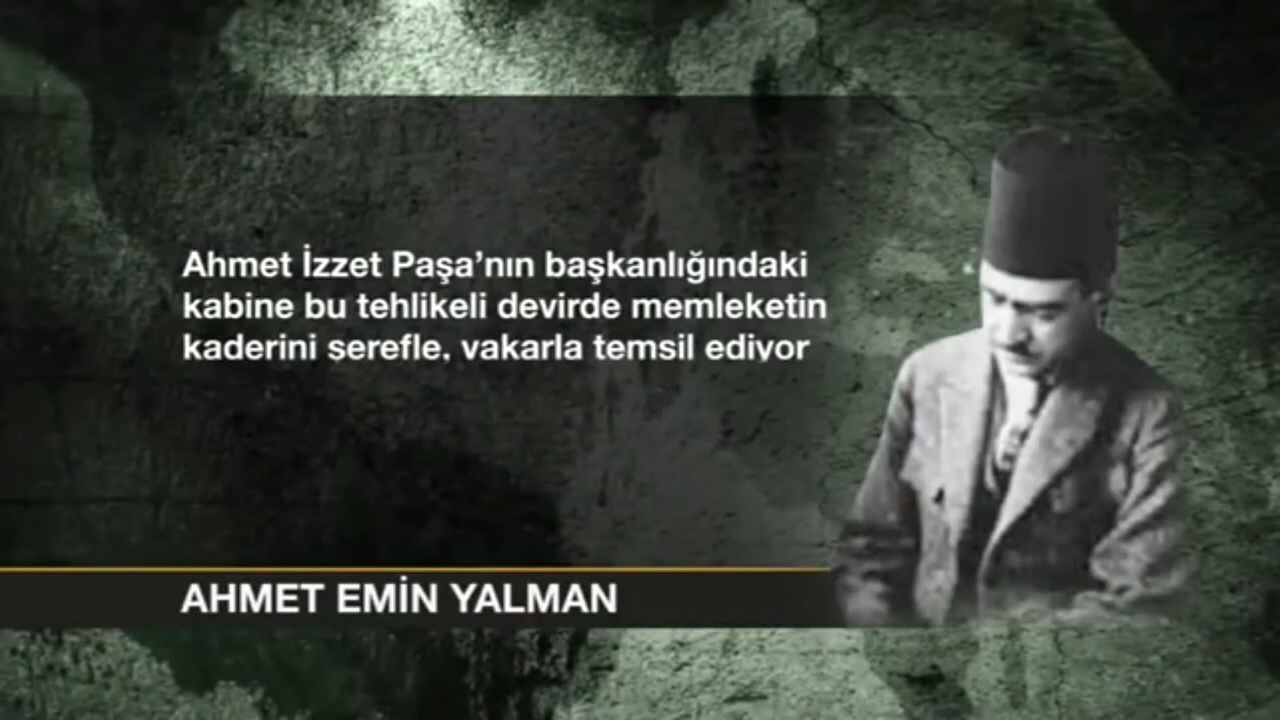 Ahmet İzzet Paşa'nın başkanlığındaki
kabine bu tehlikeli devirde memleketin
kaderini şerefle, vakarla temsil ediyor
AHMET EMİN YALMAN